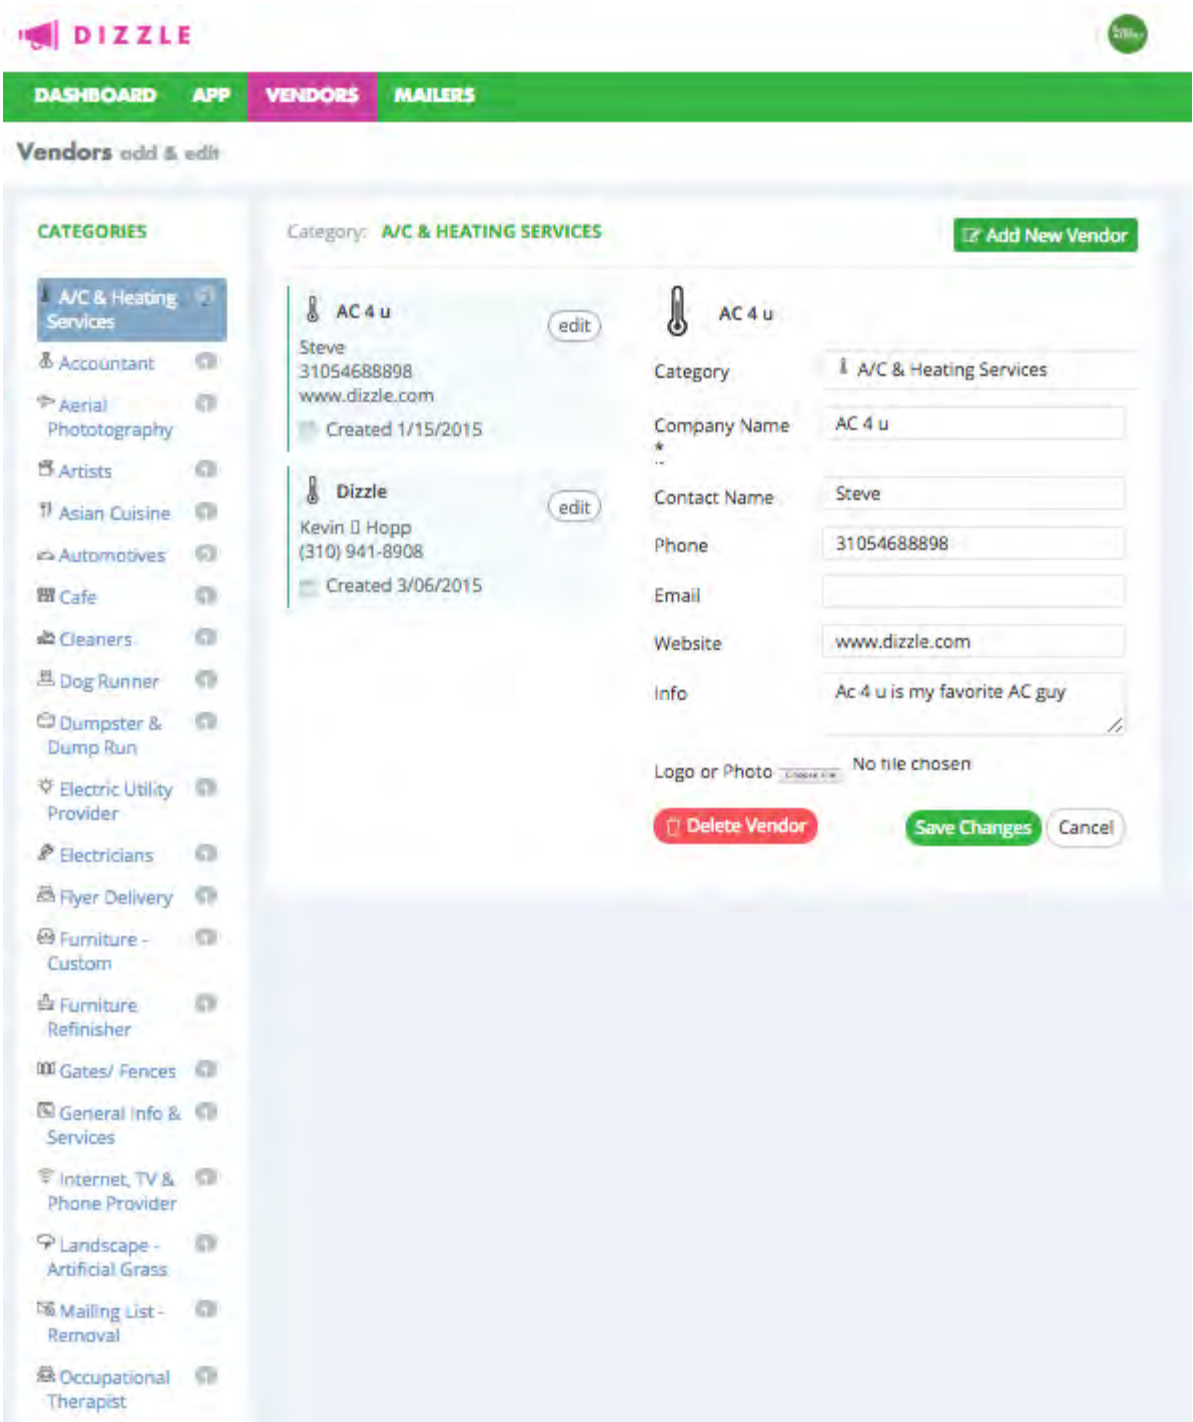 DIZZLE
DASHBOARD APP VENDORS MAILERS
Vendors add & edit
CATEGORIES
A/C & Heating
Services
Accountant
Aerial
Phototography
Artists
Asian Cuisine
Automotives
Cafe
Cleaners
Dog Runner
Dumpster &
Dump Run
Electric Utility
Provider
Electricians
Flyer Delivery
Furniture -
Custom
Furniture
Refinisher
Gates/ Fences
General Info &
Services
Internet, TV &
Phone Provider
Landscape -
Artificial Grass
Mailing List -
Removal
Occupational
Therapist
Category: A/C & HEATING SERVICES
Add New Vendor
AC 4 u
edit
Steve
31054688898
www.dizzle.com
Created 1/15/2015
Dizzle
edit
Kevin ▯ Hopp
(310) 941-8908
Created 3/06/2015
AC 4 u
Category A/C & Heating Services
Company Name AC 4 u
*
Contact Name Steve
Phone 31054688898
Email
Website www.dizzle.com
Info Ac 4 u is my favorite AC guy
Logo or Photo Choose File No file chosen
Delete Vendor Save Changes Cancel